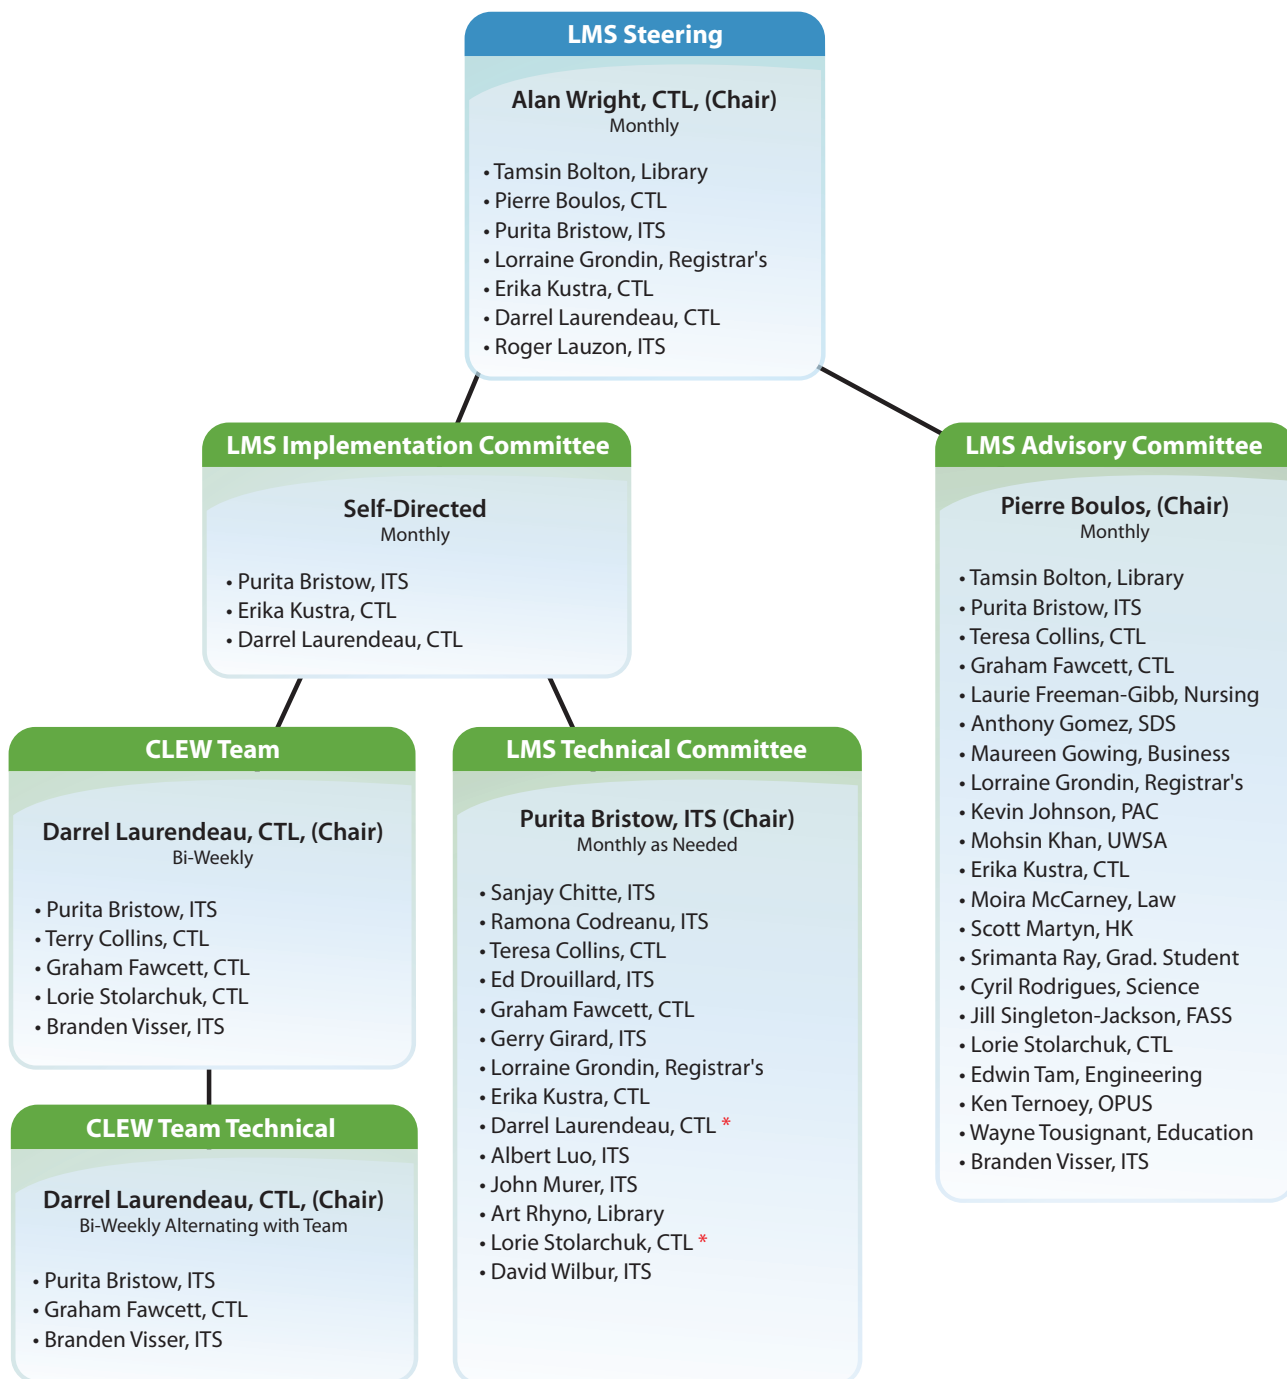 LMS Steering
Alan Wright, CTL, (Chair)
Monthly
• Tamsin Bolton, Library
• Pierre Boulos, CTL
• Purita Bristow, ITS
• Lorraine Grondin, Registrar's
• Erika Kustra, CTL
• Darrel Laurendeau, CTL
• Roger Lauzon, ITS
LMS Implementation Committee
Self-Directed
Monthly
• Purita Bristow, ITS
• Erika Kustra, CTL
• Darrel Laurendeau, CTL
LMS Advisory Committee
Pierre Boulos, (Chair)
Monthly
• Tamsin Bolton, Library
• Purita Bristow, ITS
• Teresa Collins, CTL
• Graham Fawcett, CTL
• Laurie Freeman-Gibb, Nursing
• Anthony Gomez, SDS
• Maureen Gowing, Business
• Lorraine Grondin, Registrar's
• Kevin Johnson, PAC
• Mohsin Khan, UWSA
• Erika Kustra, CTL
• Moira McCarney, Law
• Scott Martyn, HK
• Srimanta Ray, Grad. Student
• Cyril Rodrigues, Science
• Jill Singleton-Jackson, FASS
• Lorie Stolarchuk, CTL
• Edwin Tam, Engineering
• Ken Ternoey, OPUS
• Wayne Tousignant, Education
• Branden Visser, ITS
CLEW Team
Darrel Laurendeau, CTL, (Chair)
Bi-Weekly
• Purita Bristow, ITS
• Terry Collins, CTL
• Graham Fawcett, CTL
• Lorie Stolarchuk, CTL
• Branden Visser, ITS
LMS Technical Committee
Purita Bristow, ITS (Chair)
Monthly as Needed
• Sanjay Chitte, ITS
• Ramona Codreanu, ITS
• Teresa Collins, CTL
• Ed Drouillard, ITS
• Graham Fawcett, CTL
• Gerry Girard, ITS
• Lorraine Grondin, Registrar's
• Erika Kustra, CTL
• Darrel Laurendeau, CTL *
• Albert Luo, ITS
• John Murer, ITS
• Art Rhyno, Library
• Lorie Stolarchuk, CTL *
• David Wilbur, ITS
CLEW Team Technical
Darrel Laurendeau, CTL, (Chair)
Bi-Weekly Alternating with Team
• Purita Bristow, ITS
• Graham Fawcett, CTL
• Branden Visser, ITS